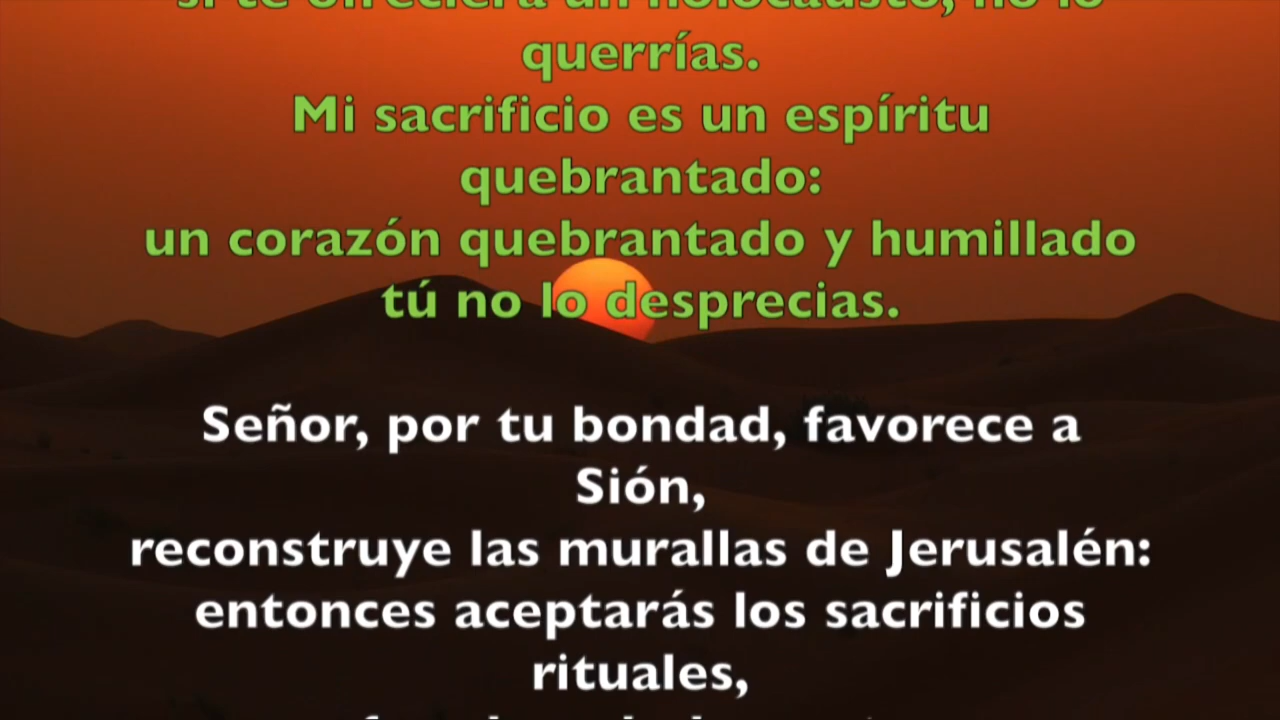 si te ofreciera un holocausto, no lo
querrías.
Mi sacrificio es un espíritu
quebrantado:
un corazón quebrantado y humillado
tú no lo desprecias.
Señor, por tu bondad, favorece a
Sión,
reconstruye las murallas de Jerusalén:
entonces aceptarás los sacrificios
rituales,